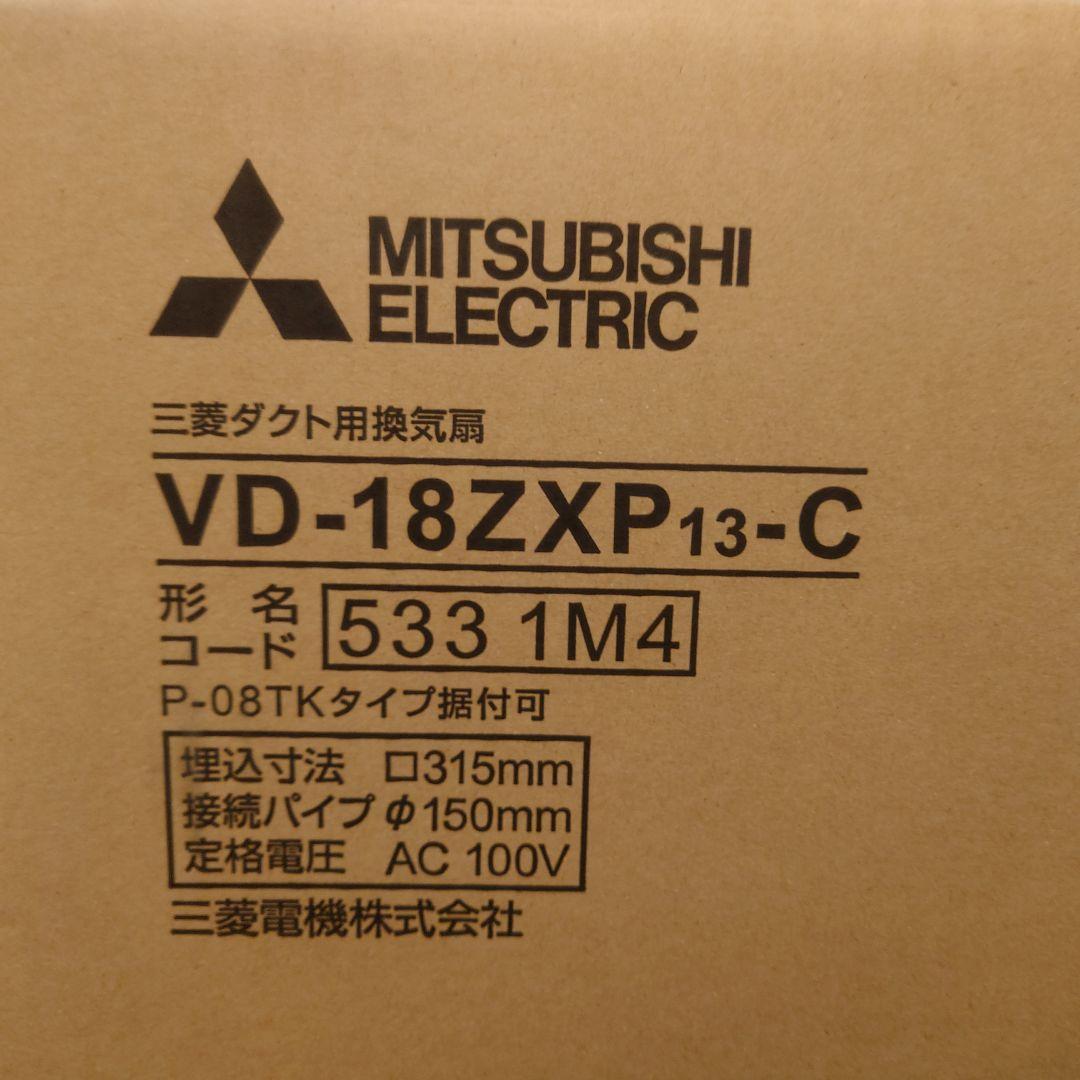 MITSUBISHI
ELECTRIC
三菱ダクト用換気扇
VD-18ZXP13-C
形名
コード 533 1M4
P-08TKタイプ据付可
埋込寸法 □315mm
接続パイプ φ150mm
定格電圧 AC 100V
三菱電機株式会社